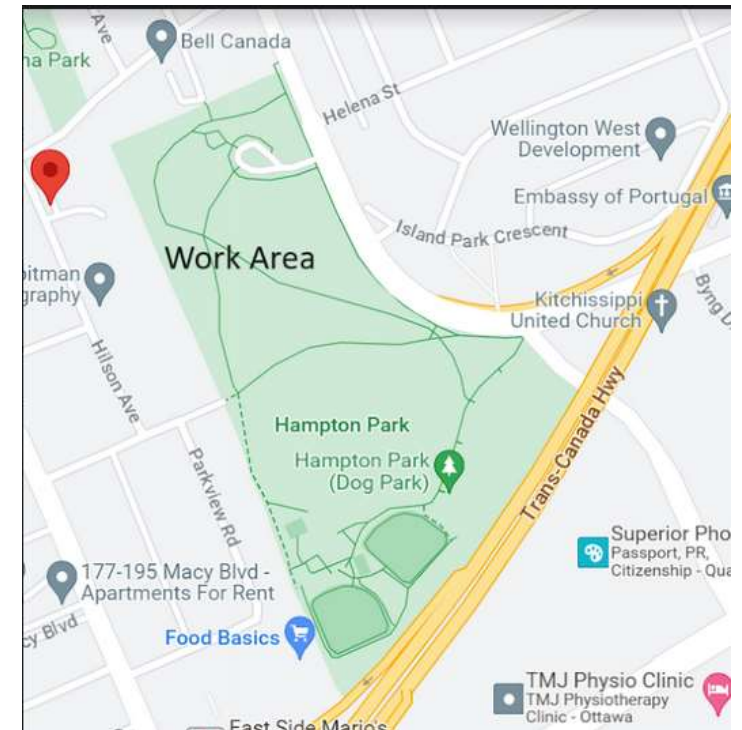 Ave
Bell Canada
na Park
Helena St
Wellington West
Development
Embassy of Portugal
Island Park Crescent
Work Area
itman
graphy
Kitchissippi
United Church
Byng D
Hilson Ave
Trans-Canada Hwy
Hampton Park
Hampton Park
(Dog Park)
Parkview Rd
Superior Pho
Passport, PR,
Citizenship - Qua
177-195 Macy Blvd -
Apartments For Rent
cy Blvd
Food Basics
TMJ Physio Clinic
TMJ Physiotherapy
Clinic - Ottawa
East Side Mario's